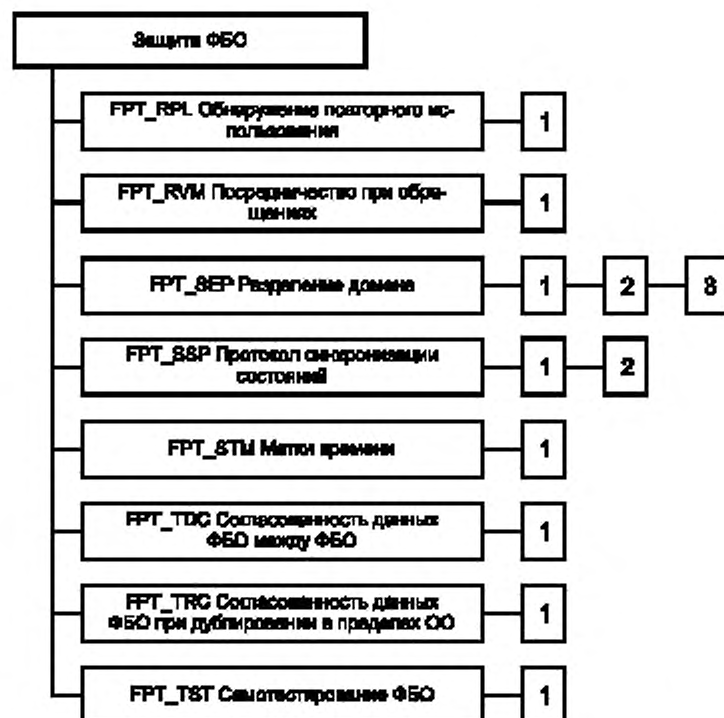 Защита ФБО
FPT_RPL Обнаружение повторного ис-
пользования
1
FPT_RVM Посредничество при обра-
щениях
1
FPT_SEP Разделение домена
1
2
3
FPT_SSP Протокол синхронизации
состояний
1
2
FPT_STM Метки времени
1
FPT_TDC Согласованность данных
ФБО между ФБО
1
FPT_TRC Согласованность данных
ФБО при дублировании в пределах ОО
1
FPT_TST Самотестирование ФБО
1